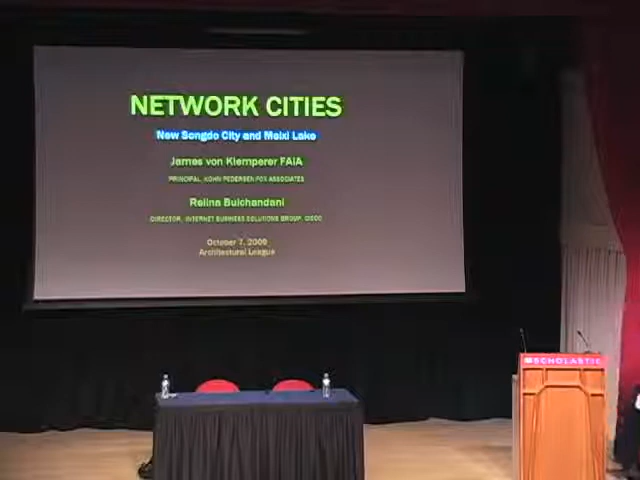 NETWORK CITIES
New Songdo City and Meixi Lake
James von Klemperer FAIA
PRINCIPAL, KOHN PEDERSEN FOX ASSOCIATES
Relina Bulchandani
DIRECTOR, INTERNET BUSINESS SOLUTIONS GROUP, CISCO
October 7, 2009
Architectural League
SCHOLASTIC